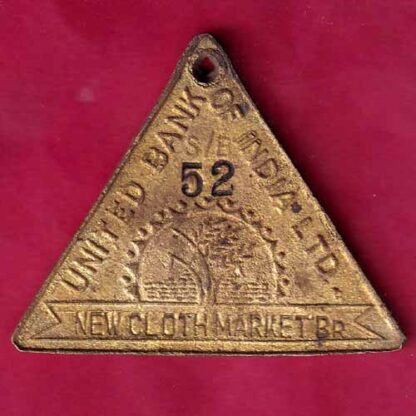 UNITED BANK OF INDIA LTD.
S/B
52
NEW CLOTH MARKET BR